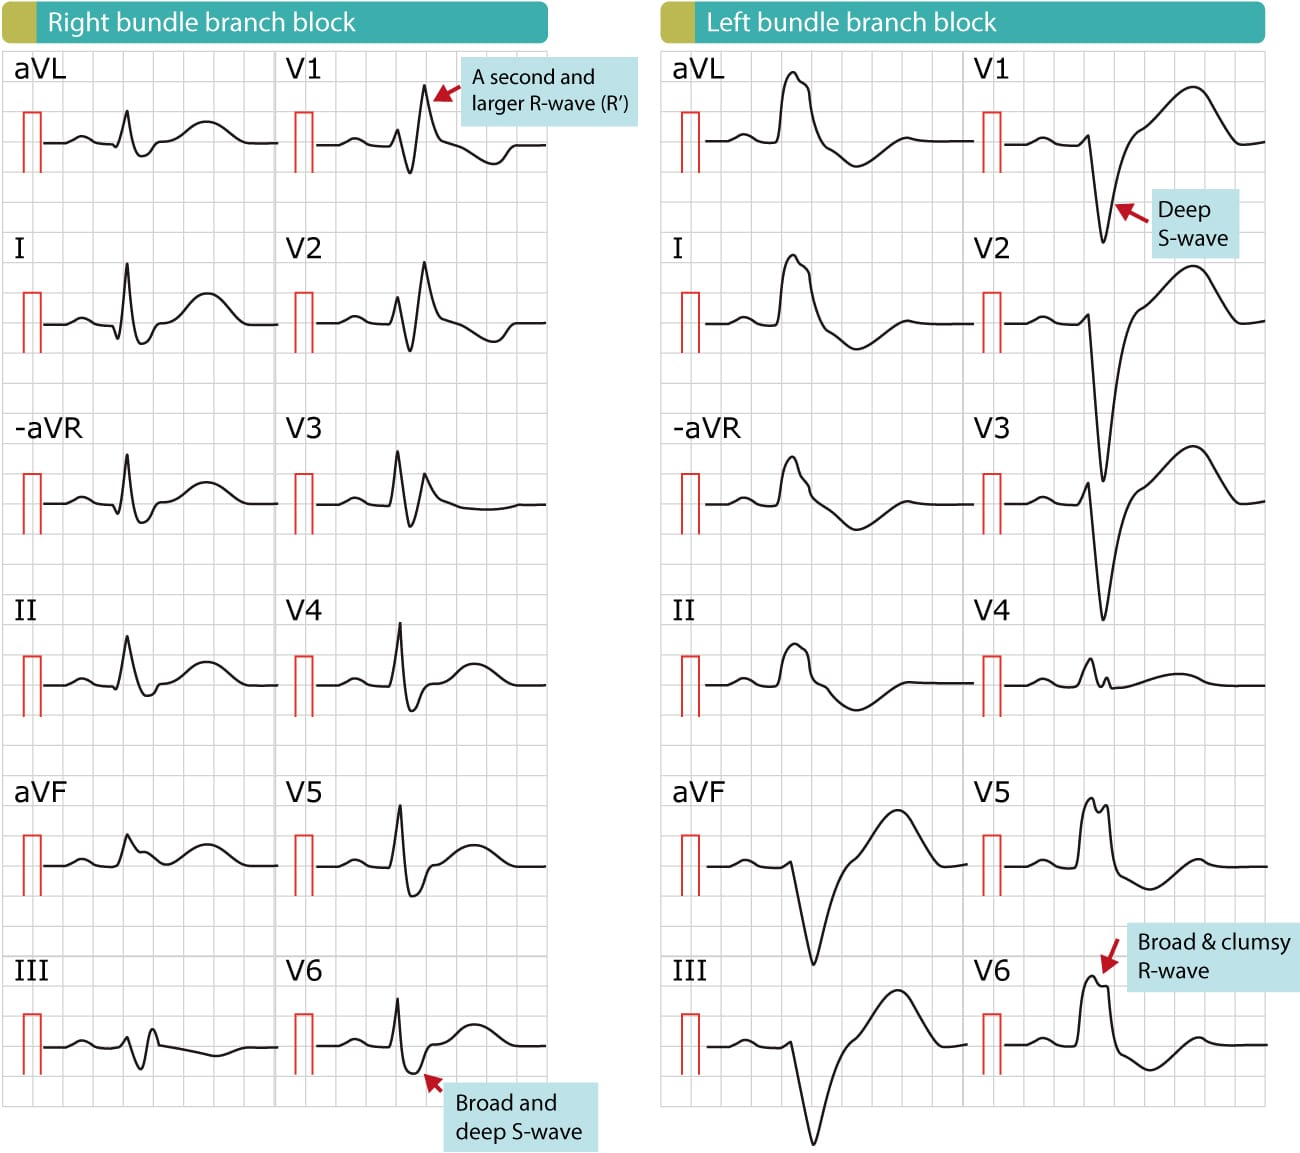 Right bundle branch block
aVL
V1
A second and
larger R-wave (R’)
I
V2
-aVR
V3
II
V4
aVF
V5
III
V6
Broad and
deep S-wave
Left bundle branch block
aVL
V1
Deep
S-wave
I
V2
-aVR
V3
II
V4
aVF
V5
Broad & clumsy
R-wave
III
V6